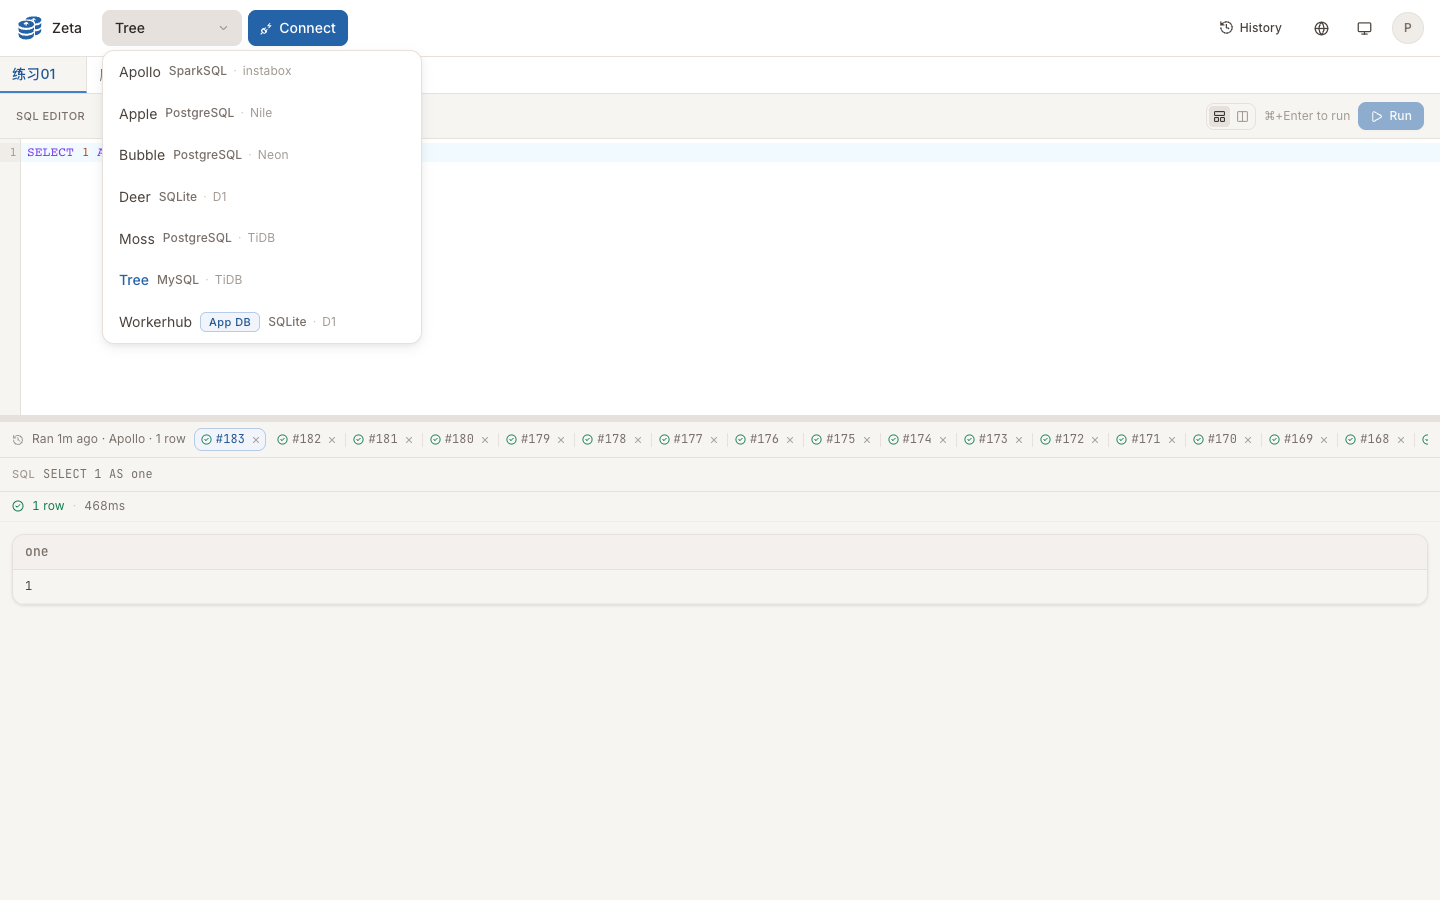 Zeta Tree Connect History P
练习01
SQL EDITOR ⌘+Enter to run Run
1 SELECT 1 A
Apollo SparkSQL · instabox
Apple PostgreSQL · Nile
Bubble PostgreSQL · Neon
Deer SQLite · D1
Moss PostgreSQL · TiDB
Tree MySQL · TiDB
Workerhub App DB SQLite · D1
Ran 1m ago · Apollo · 1 row #183 × #182 × #181 × #180 × #179 × #178 × #177 × #176 × #175 × #174 × #173 × #172 × #171 × #170 × #169 × #168 ×
SQL SELECT 1 AS one
1 row · 468ms
one
1